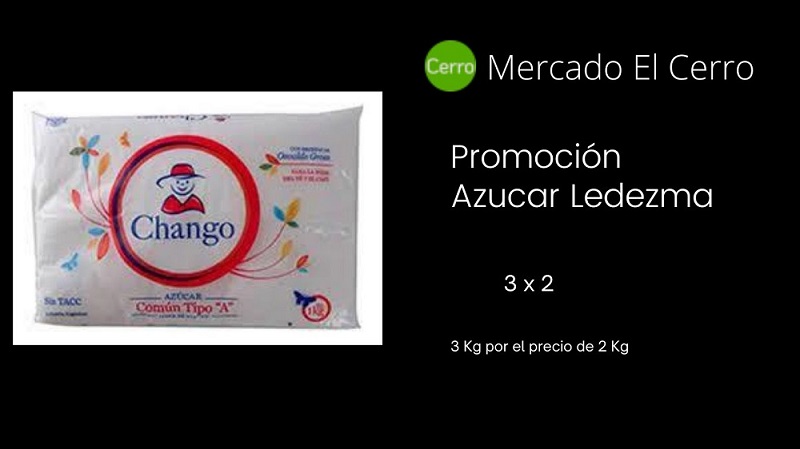 Cerro Mercado El Cerro
Promoción
Azucar Ledezma
3 x 2
3 Kg por el precio de 2 Kg
Chango
Sin TACC
AZÚCAR
Común Tipo "A"
1kg